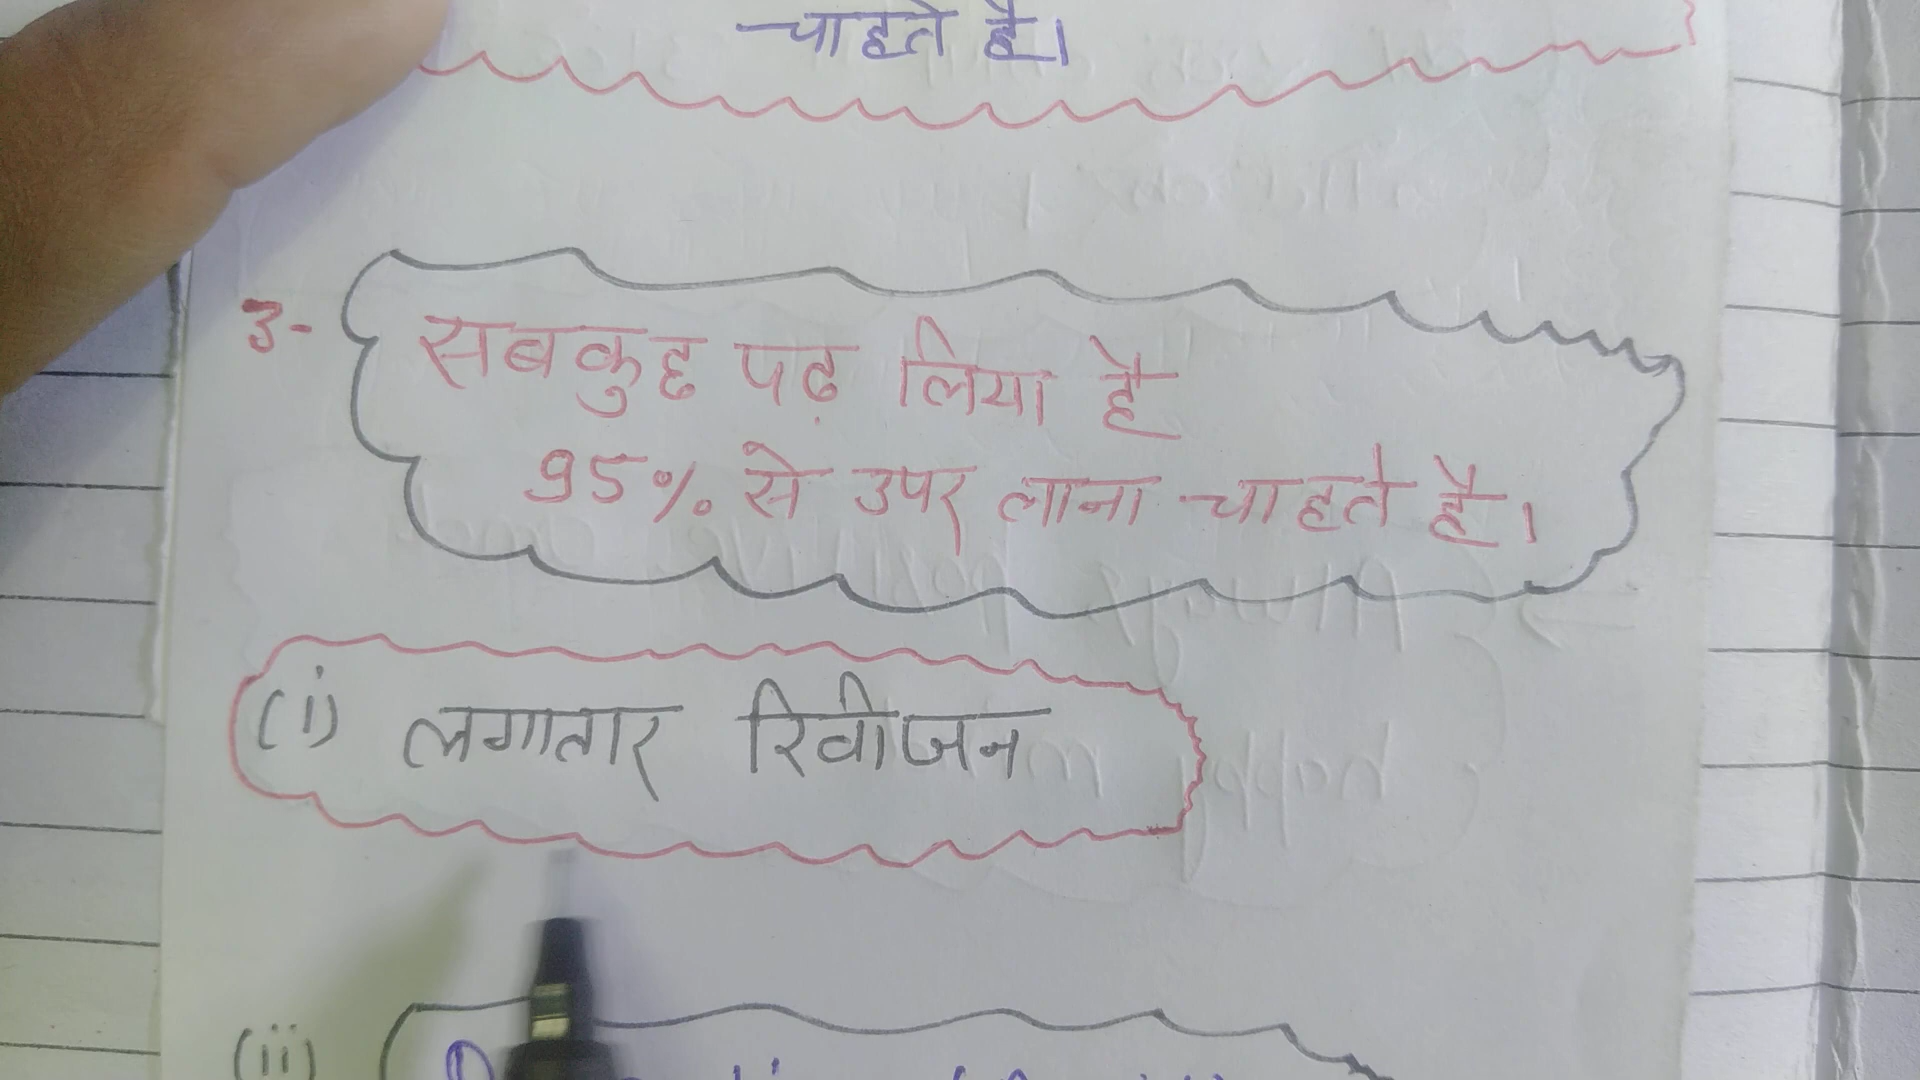 चाहते है।
3-
सबकुछ पढ़ लिया है
95% से उपर लाना चाहते है।
(i) लगातार रिवीजन
(ii)